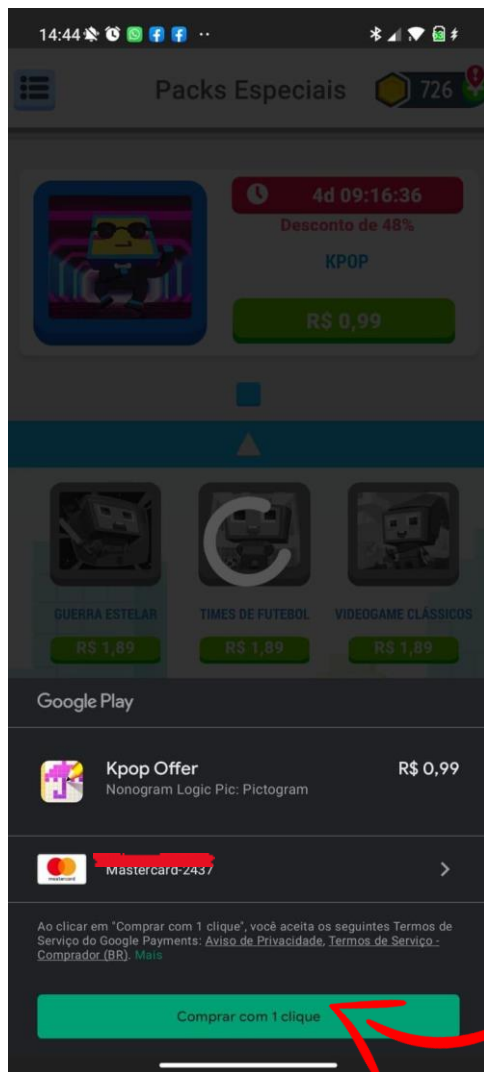 14:44
63
Packs Especiais
726
4d 09:16:36
Desconto de 48%
KPOP
R$ 0,99
GUERRA ESTELAR
TIMES DE FUTEBOL
VIDEOGAME CLÁSSICOS
R$ 1,89
R$ 1,89
R$ 1,89
Google Play
Kpop Offer
R$ 0,99
Nonogram Logic Pic: Pictogram
mastercard
Mastercard-2437
Ao clicar em "Comprar com 1 clique", você aceita os seguintes Termos de
Serviço do Google Payments: Aviso de Privacidade, Termos de Serviço -
Comprador (BR). Mais
Comprar com 1 clique